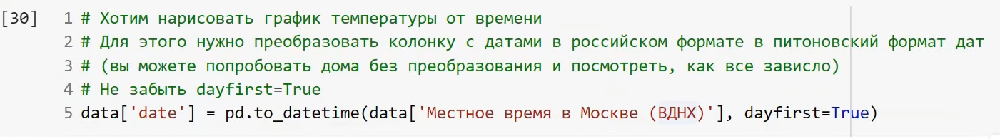 [30] 1 # Хотим нарисовать график температуры от времени
2 # Для этого нужно преобразовать колонку с датами в российском формате в питоновский формат дат
3 # (вы можете попробовать дома без преобразования и посмотреть, как все зависло)
4 # Не забыть dayfirst=True
5 data['date'] = pd.to_datetime(data['Местное время в Москве (ВДНХ)'], dayfirst=True)